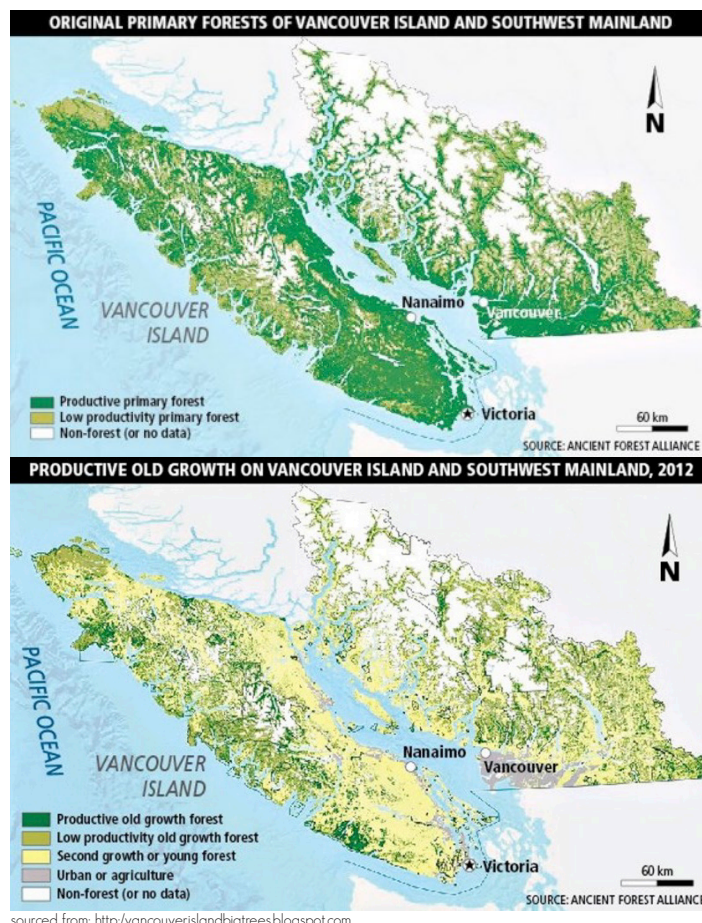 ORIGINAL PRIMARY FORESTS OF VANCOUVER ISLAND AND SOUTHWEST MAINLAND
N
PACIFIC OCEAN
VANCOUVER
ISLAND
Nanaimo
Vancouver
Victoria
Productive primary forest
Low productivity primary forest
Non-forest (or no data)
60 km
SOURCE: ANCIENT FOREST ALLIANCE
PRODUCTIVE OLD GROWTH ON VANCOUVER ISLAND AND SOUTHWEST MAINLAND, 2012
N
PACIFIC OCEAN
VANCOUVER
ISLAND
Nanaimo
Vancouver
Victoria
Productive old growth forest
Low productivity old growth forest
Second growth or young forest
Urban or agriculture
Non-forest (or no data)
60 km
SOURCE: ANCIENT FOREST ALLIANCE
sourced from: http:/vancouverislandbigtrees.blogspot.com